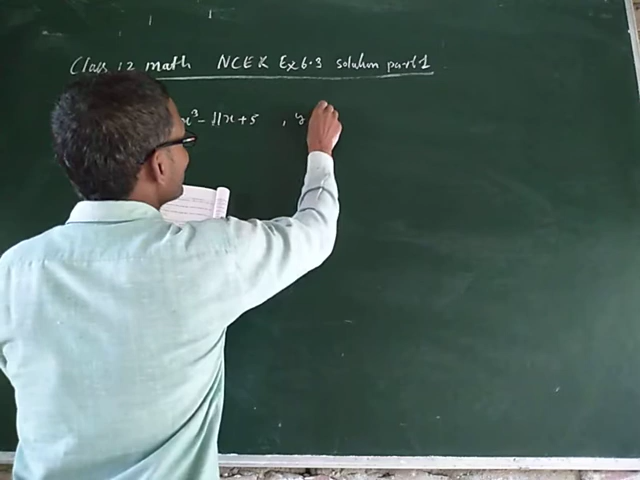 Class 12 math NCER Ex 6.3 solution part 1
x³ - 11x + 5 , y